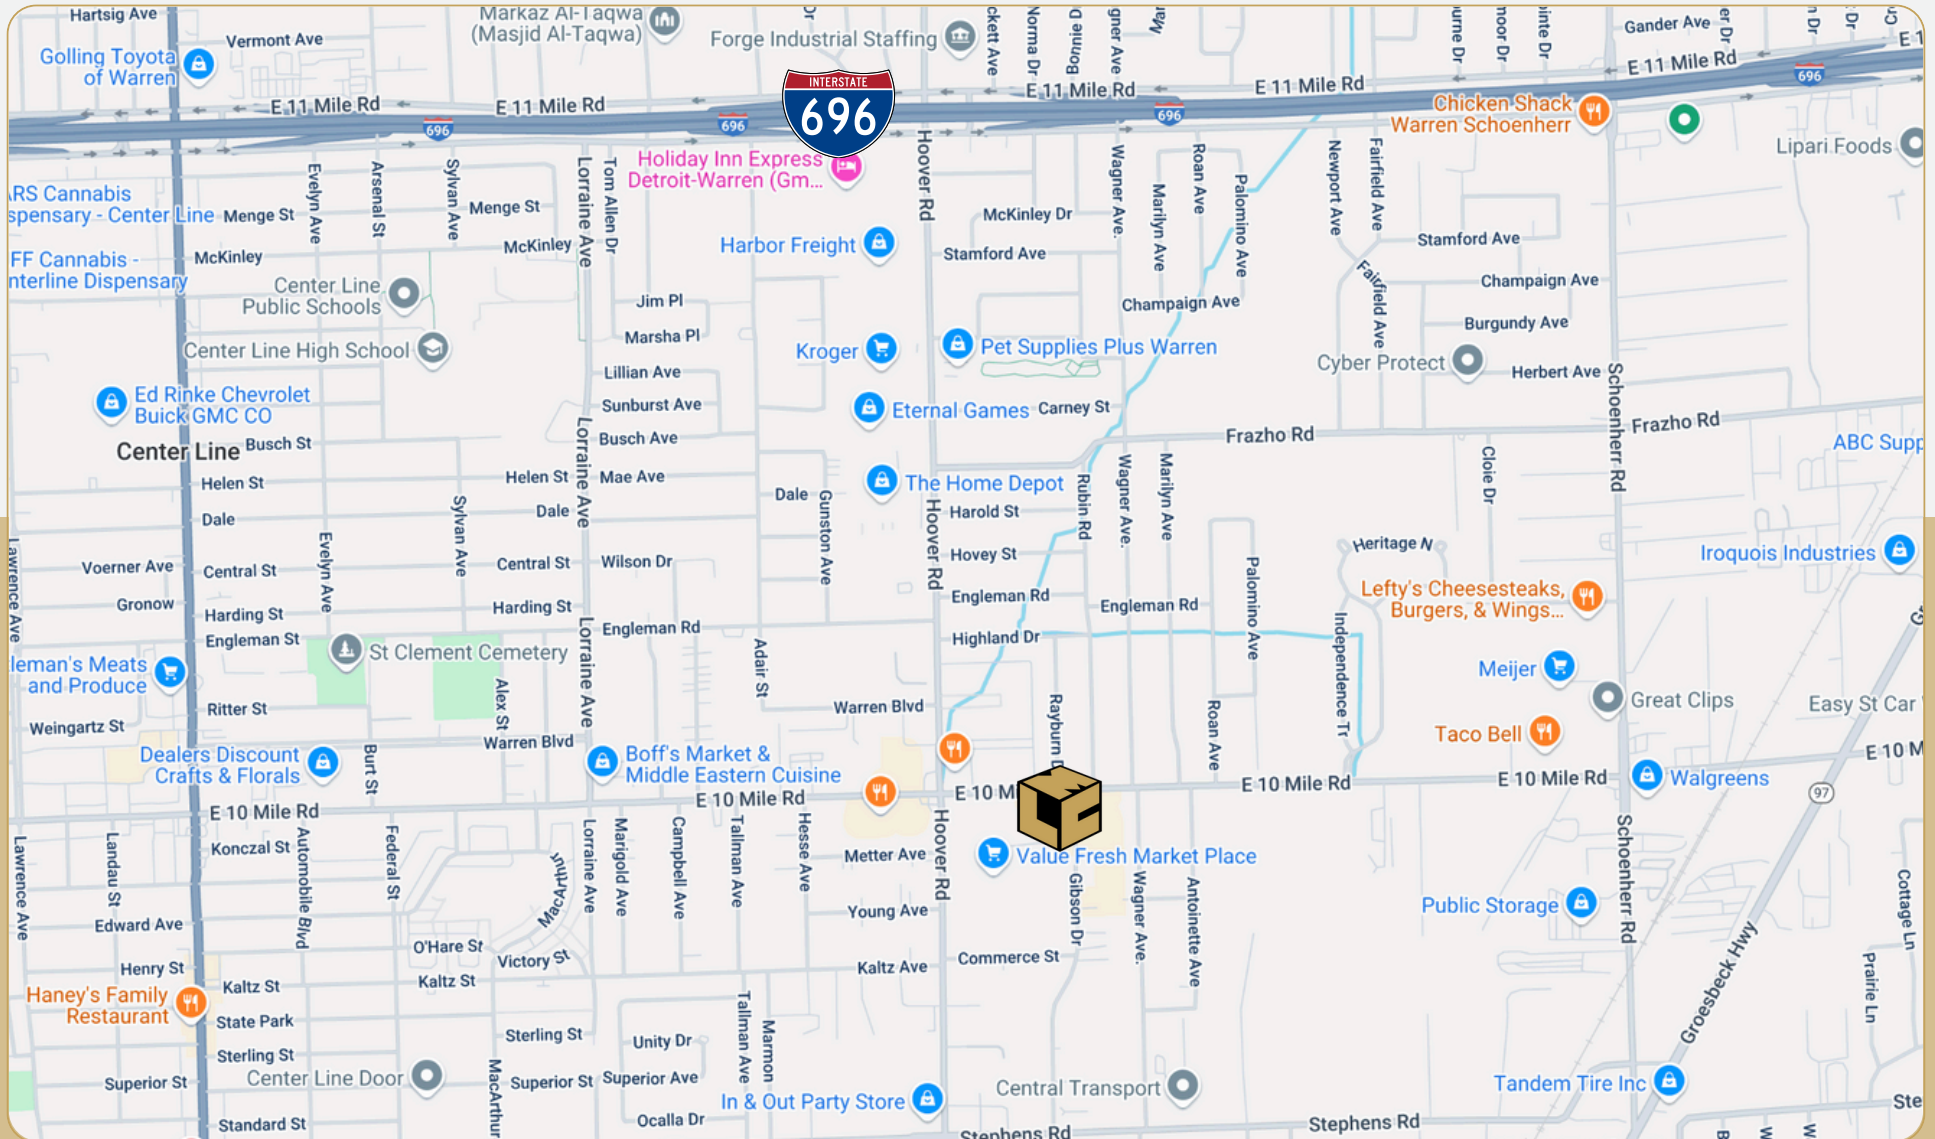 Hartsig Ave
Vermont Ave
Golling Toyota
of Warren
Markaz Al-Taqwa
(Masjid Al-Taqwa)
Forge Industrial Staffing
Norma Dr
Gander Ave
E 11 Mile Rd
E 11 Mile Rd
E 11 Mile Rd
E 11 Mile Rd
E 11 Mile Rd
INTERSTATE
696
696
696
696
696
Chicken Shack
Warren Schoenherr
Lipari Foods
Holiday Inn Express
Detroit-Warren (Gm...
Hoover Rd
Evelyn Ave
Arsenal St
Sylvan Ave
Lorraine Ave
Tom Allen Dr
Wagner Ave.
Marilyn Ave
Roan Ave
Palomino Ave
Newport Ave
Fairfield Ave
ARS Cannabis
spensary - Center Line
Menge St
Menge St
McKinley Dr
McKinley
McKinley
Harbor Freight
Stamford Ave
Stamford Ave
FF Cannabis -
nterline Dispensary
Center Line
Public Schools
Jim Pl
Champaign Ave
Champaign Ave
Fairfield Ave
Burgundy Ave
Marsha Pl
Center Line High School
Kroger
Pet Supplies Plus Warren
Cyber Protect
Herbert Ave
Lillian Ave
Schoenherr Rd
Ed Rinke Chevrolet
Buick GMC CO
Sunburst Ave
Eternal Games
Carney St
Frazho Rd
Frazho Rd
Center Line
Busch St
Busch Ave
Lorraine Ave
ABC Supp
Helen St
Helen St
Mae Ave
The Home Depot
Cloie Dr
Dale
Dale
Dale
Gunston Ave
Hoover Rd
Harold St
Rubin Rd
Wagner Ave.
Marilyn Ave
Sylvan Ave
Evelyn Ave
Lawrence Ave
Hovey St
Heritage N
Iroquois Industries
Voerner Ave
Central St
Central St
Wilson Dr
Palomino Ave
Gronow
Harding St
Harding St
Engleman Rd
Engleman Rd
Engleman Rd
Engleman St
Lefty's Cheesesteaks,
Burgers, & Wings...
Highland Dr
Independence Tr
St Clement Cemetery
Lorraine Ave
Adair St
Meijer
leman's Meats
and Produce
Great Clips
Easy St Car
Alex St
Ritter St
Warren Blvd
Rayburn D
Roan Ave
Taco Bell
Weingartz St
Warren Blvd
Dealers Discount
Crafts & Florals
Burt St
Boff's Market &
Middle Eastern Cuisine
E 10 M
Walgreens
97
E 10 Mile Rd
E 10 Mile Rd
E 10 M
E 10 Mile Rd
E 10 Mile Rd
Konczal St
Metter Ave
Value Fresh Market Place
Lawrence Ave
Landau St
Automobile Blvd
Federal St
MacArthur
Lorraine Ave
Marigold Ave
Campbell Ave
Tallman Ave
Hesse Ave
Hoover Rd
Gibson Dr
Wagner Ave.
Antoinette Ave
Schoenherr Rd
Cottage Ln
Edward Ave
Young Ave
Public Storage
O'Hare St
Victory St
Henry St
Kaltz St
Kaltz St
Kaltz Ave
Commerce St
Groesbeck Hwy
Prairie Ln
Haney's Family
Restaurant
State Park
Sterling St
Sterling St
Unity Dr
Tallman Ave
Marmon
Superior St
Center Line Door
MacArthur
Superior St
Superior Ave
In & Out Party Store
Central Transport
Tandem Tire Inc
Standard St
Ocalla Dr
Stephens Rd
Stephens Rd
Ste